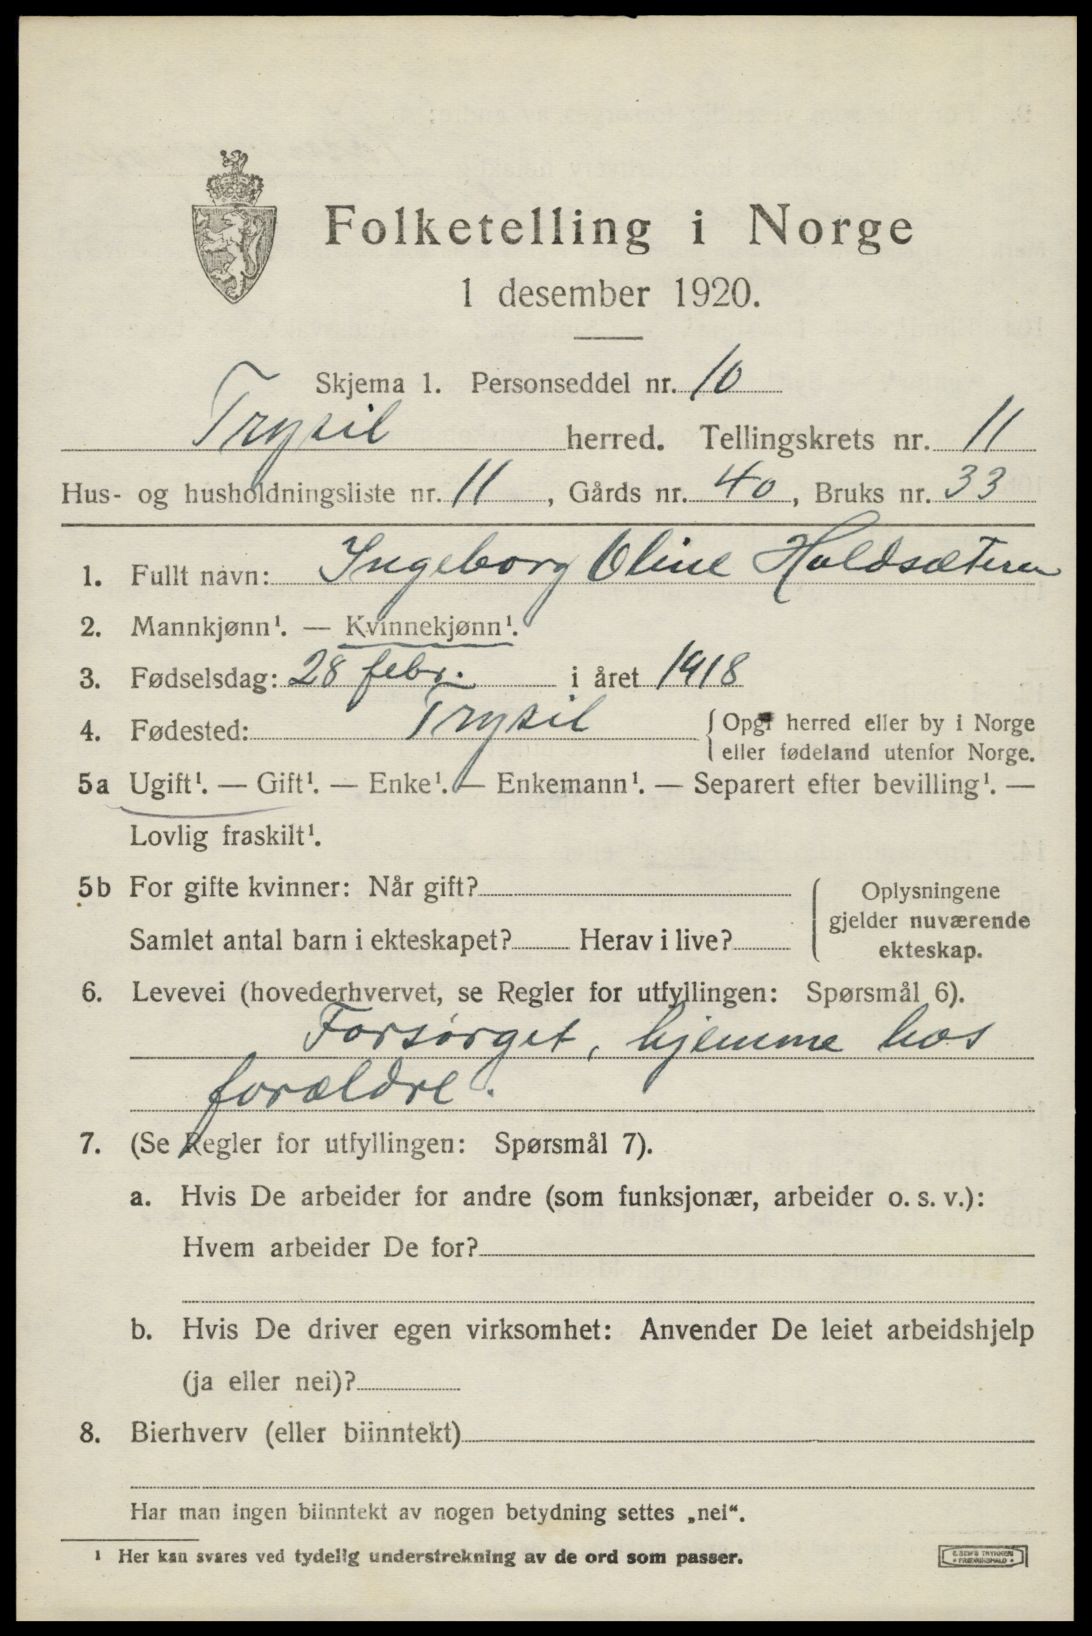 Folketelling i Norge
1 desember 1920.
Skjema 1. Personseddel nr. 10
Trysil herred. Tellingskrets nr. 11
Hus- og husholdningsliste nr. 11, Gårds nr. 40, Bruks nr. 33
1. Fullt navn: Ingeborg Oline Holdsæteren
2. Mannkjønn¹. — Kvinnekjønn¹.
3. Fødselsdag: 28 febr. i året 1918
4. Fødested: Trysil { Opgi herred eller by i Norge
eller fødeland utenfor Norge.
5a Ugift¹. — Gift¹. — Enke¹. — Enkemann¹. — Separert efter bevilling¹. —
Lovlig fraskilt¹.
5b For gifte kvinner: Når gift?
Samlet antal barn i ekteskapet? Herav i live?
Oplysningene
gjelder nuværende
ekteskap.
6. Levevei (hovederhvervet, se Regler for utfyllingen: Spørsmål 6).
Forsørget, hjemme hos
forældre.
7. (Se Regler for utfyllingen: Spørsmål 7).
a. Hvis De arbeider for andre (som funksjonær, arbeider o. s. v.):
Hvem arbeider De for?
b. Hvis De driver egen virksomhet: Anvender De leiet arbeidshjelp
(ja eller nei)?
8. Bierhverv (eller biinntekt)
Har man ingen biinntekt av nogen betydning settes „nei“.
¹ Her kan svares ved tydelig understrekning av de ord som passer.